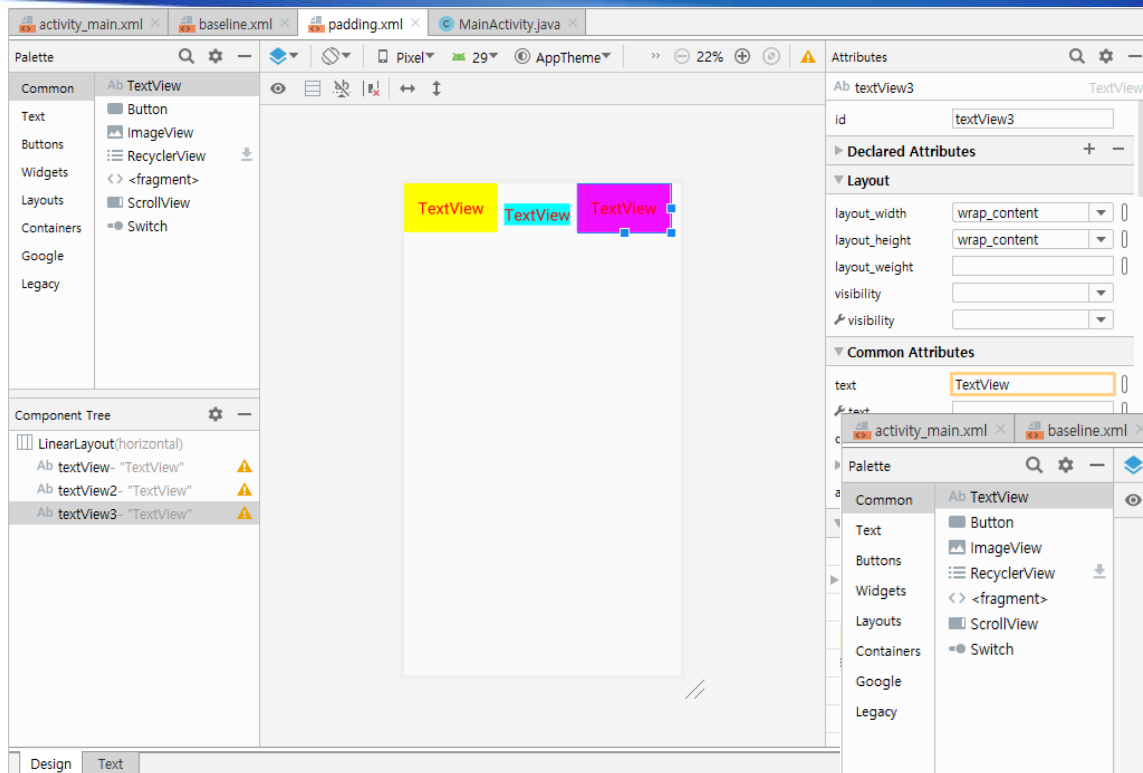 activity_main.xml
baseline.xml
padding.xml
MainActivity.java
Palette
Common
Text
Buttons
Widgets
Layouts
Containers
Google
Legacy
Ab TextView
Button
ImageView
RecyclerView
<fragment>
ScrollView
Switch
Pixel
29
AppTheme
22%
TextView
TextView
TextView
Component Tree
LinearLayout(horizontal)
Ab textView- "TextView"
Ab textView2- "TextView"
Ab textView3- "TextView"
Design
Text
Attributes
Ab textView3 TextView
id textView3
Declared Attributes
Layout
layout_width wrap_content
layout_height wrap_content
layout_weight
visibility
visibility
Common Attributes
text TextView
text
activity_main.xml
baseline.xml
Palette
Common
Text
Buttons
Widgets
Layouts
Containers
Google
Legacy
Ab TextView
Button
ImageView
RecyclerView
<fragment>
ScrollView
Switch